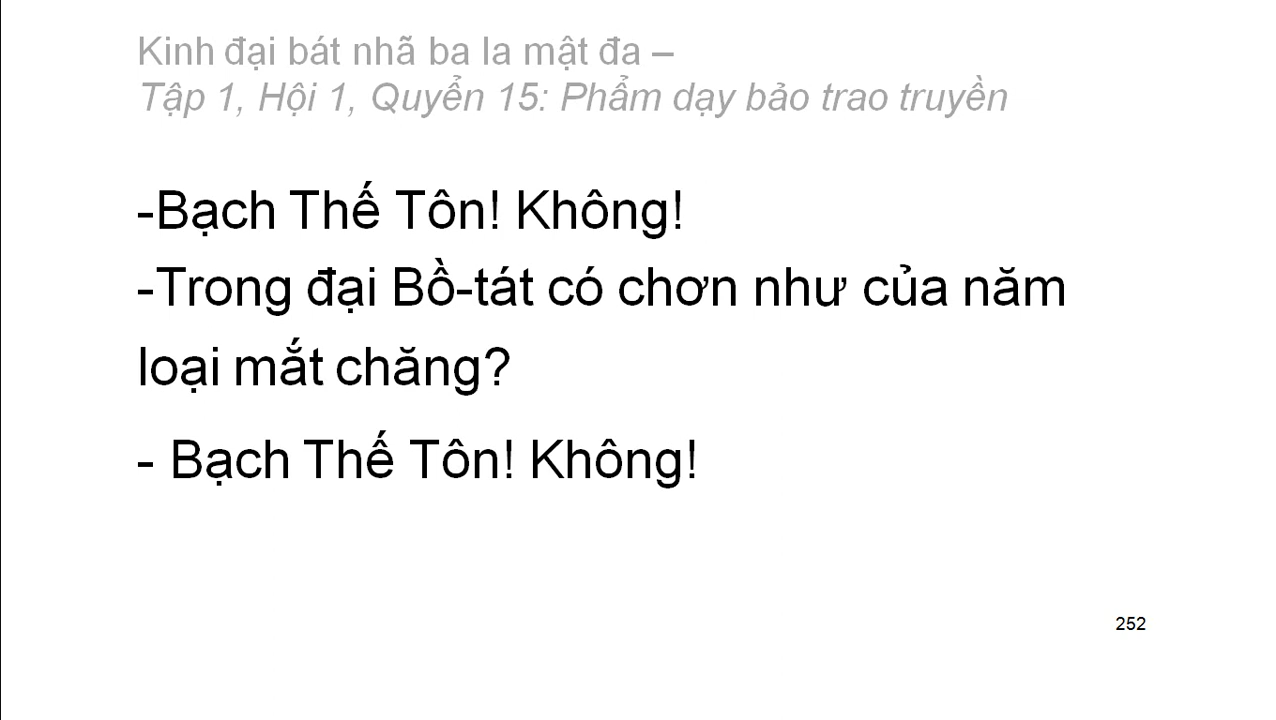 Kinh đại bát nhã ba la mật đa –
Tập 1, Hội 1, Quyển 15: Phẩm dạy bảo trao truyền
-Bạch Thế Tôn! Không!
-Trong đại Bồ-tát có chơn như của năm
loại mắt chăng?
- Bạch Thế Tôn! Không!
252